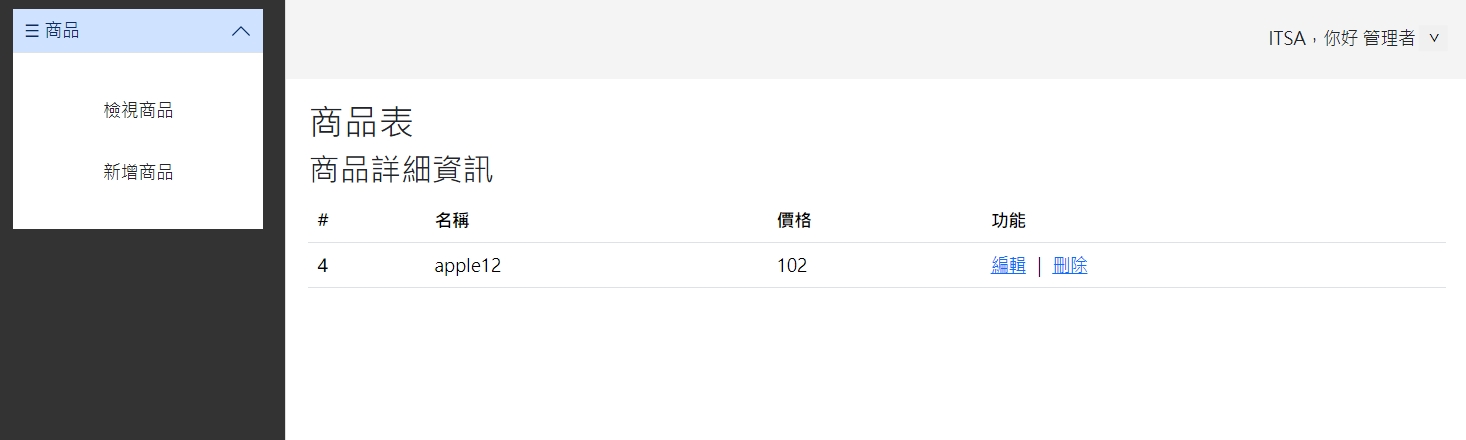 ☰ 商品
檢視商品
新增商品
ITSA，你好 管理者 ˅
商品表
商品詳細資訊
# 名稱 價格 功能
4 apple12 102 編輯 | 刪除